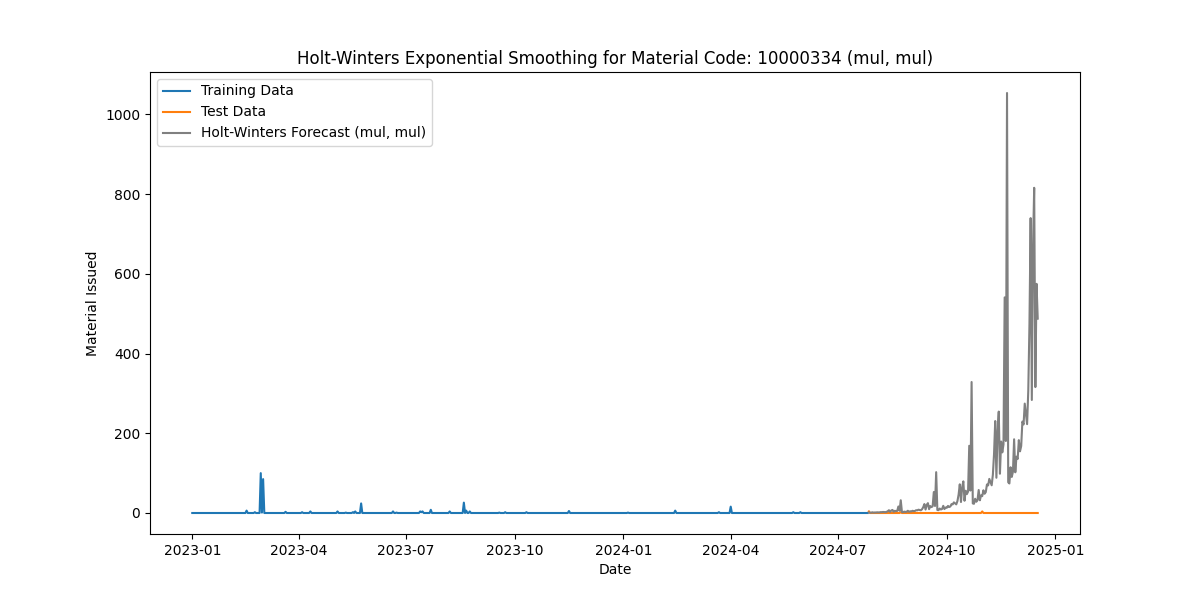 Holt-Winters Exponential Smoothing for Material Code: 10000334 (mul, mul)
Training Data
Test Data
Holt-Winters Forecast (mul, mul)
1000
800
600
400
200
0
Material Issued
2023-01 2023-04 2023-07 2023-10 2024-01 2024-04 2024-07 2024-10 2025-01
Date